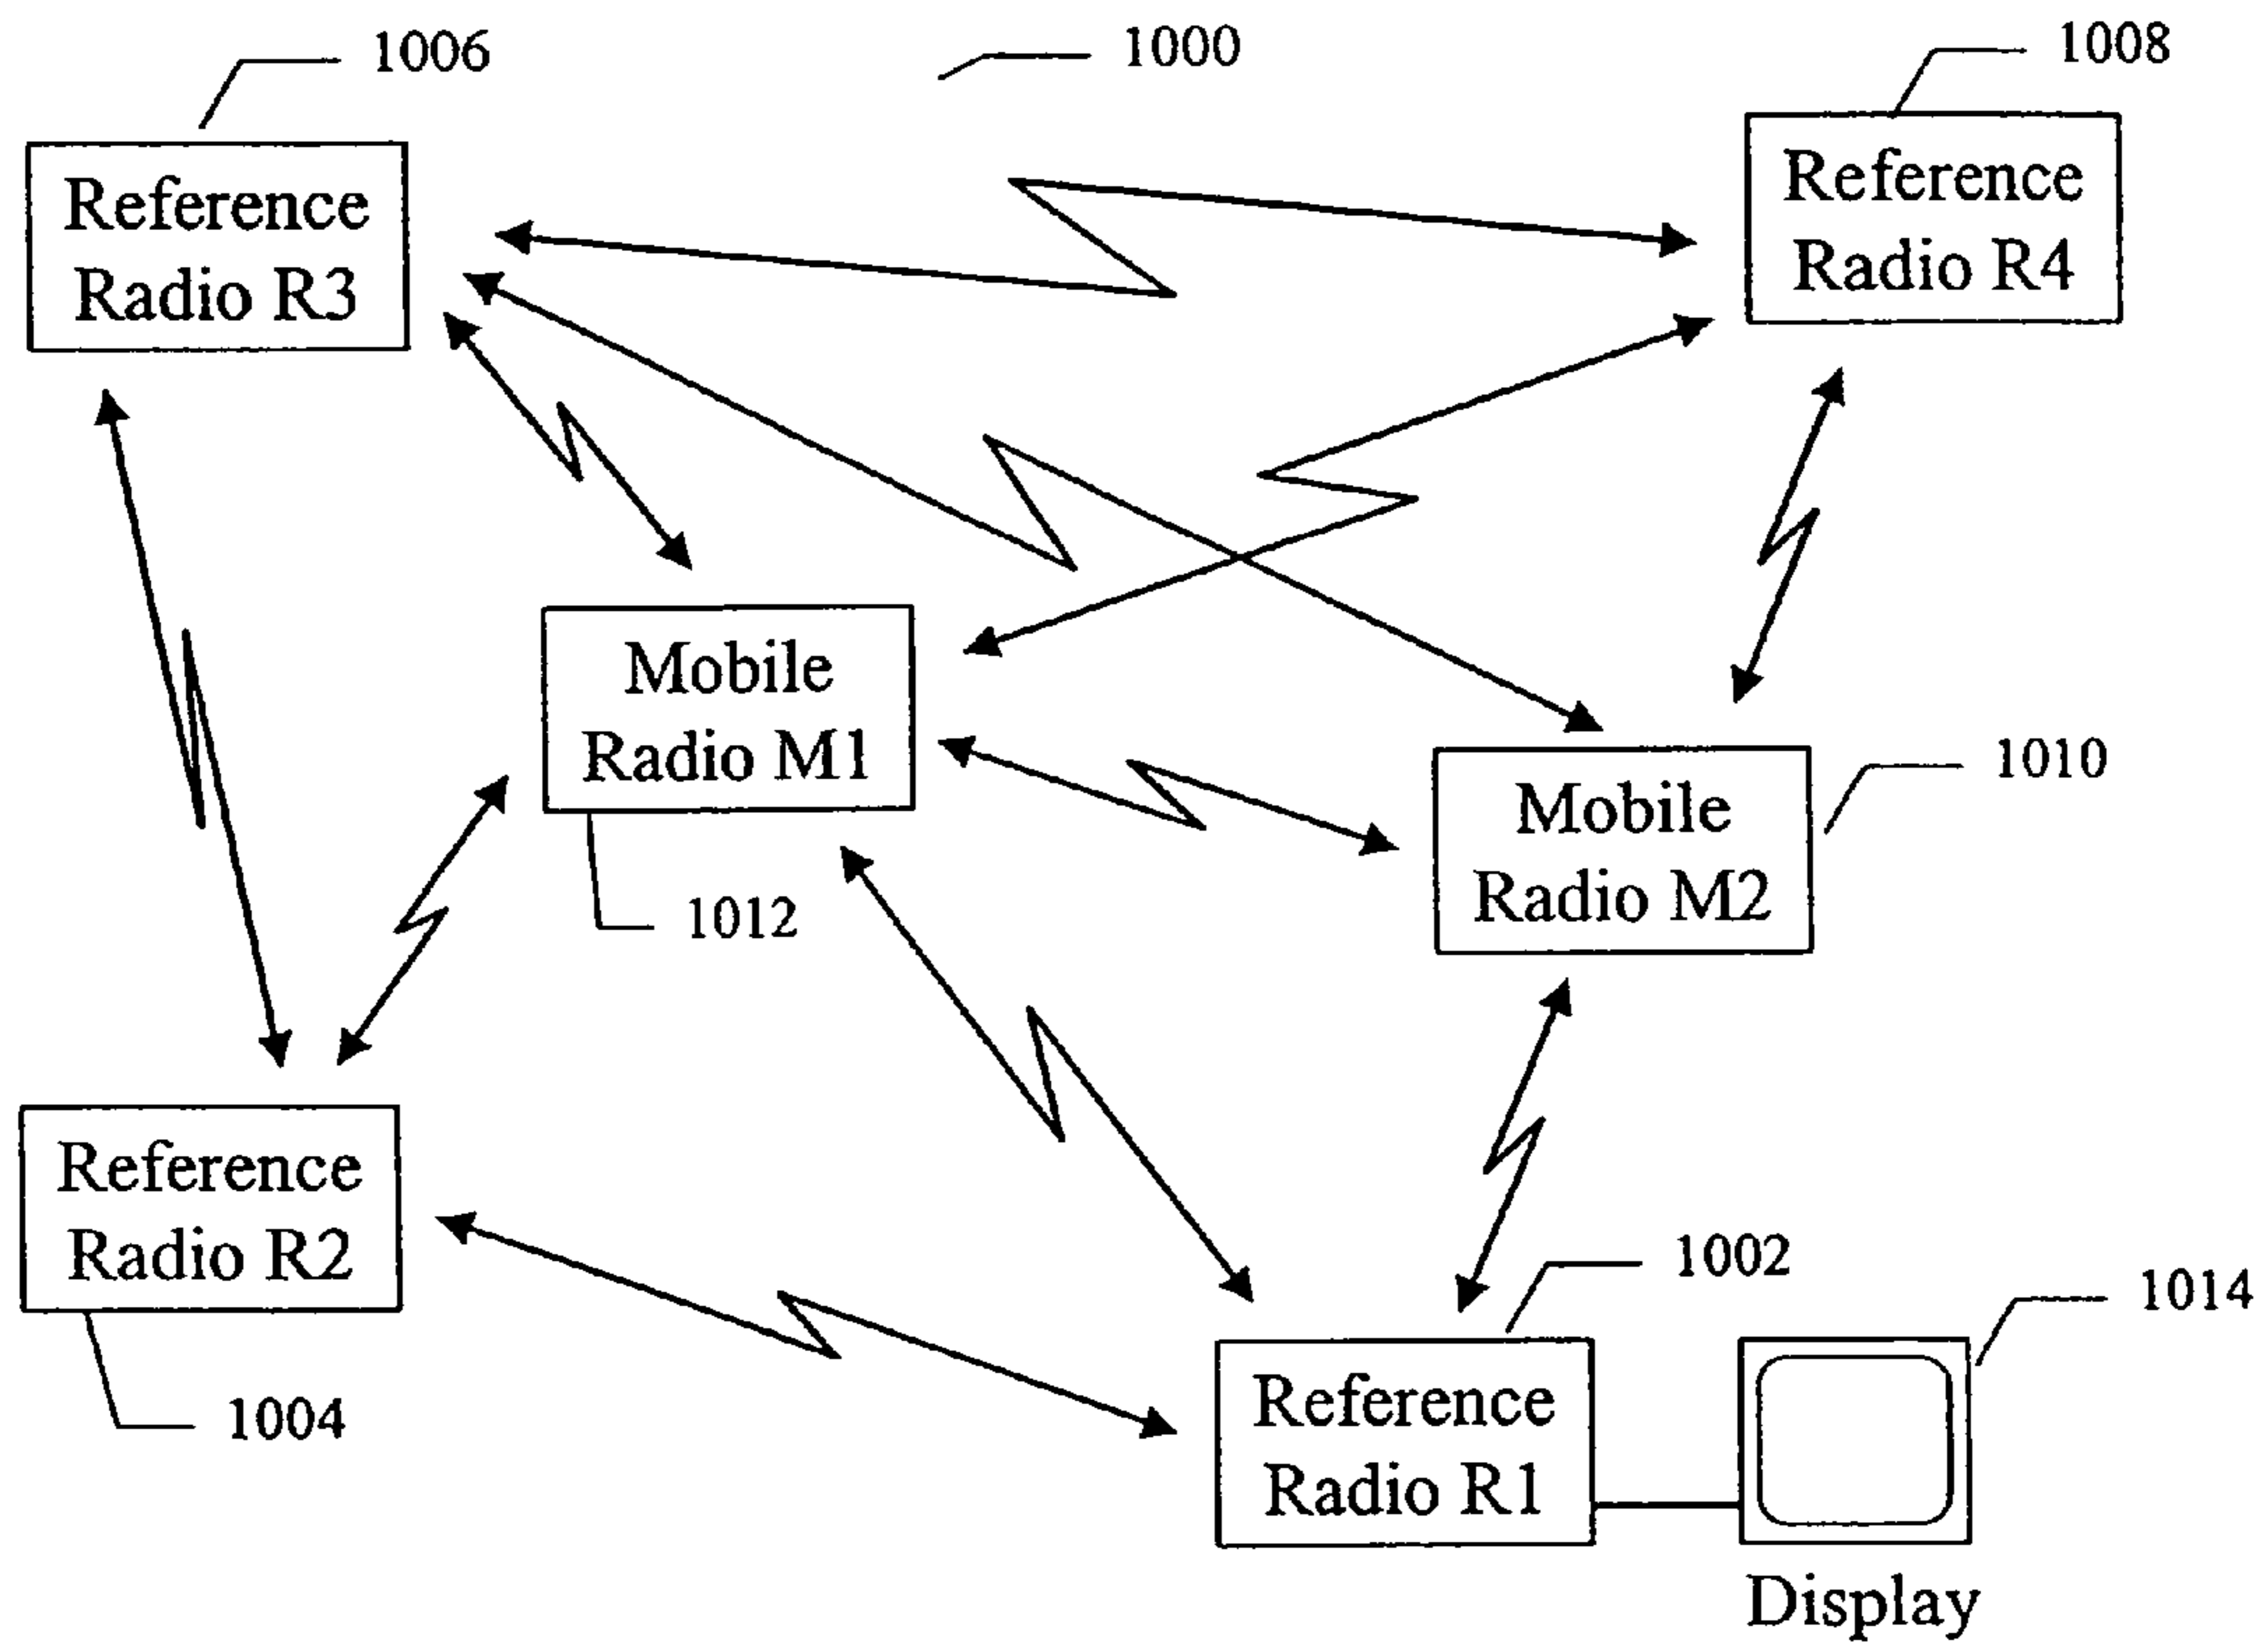 1006
1000
1008
Reference
Radio R3
Reference
Radio R4
Mobile
Radio M1
1010
Mobile
Radio M2
1012
Reference
Radio R2
1004
1002
1014
Reference
Radio R1
Display